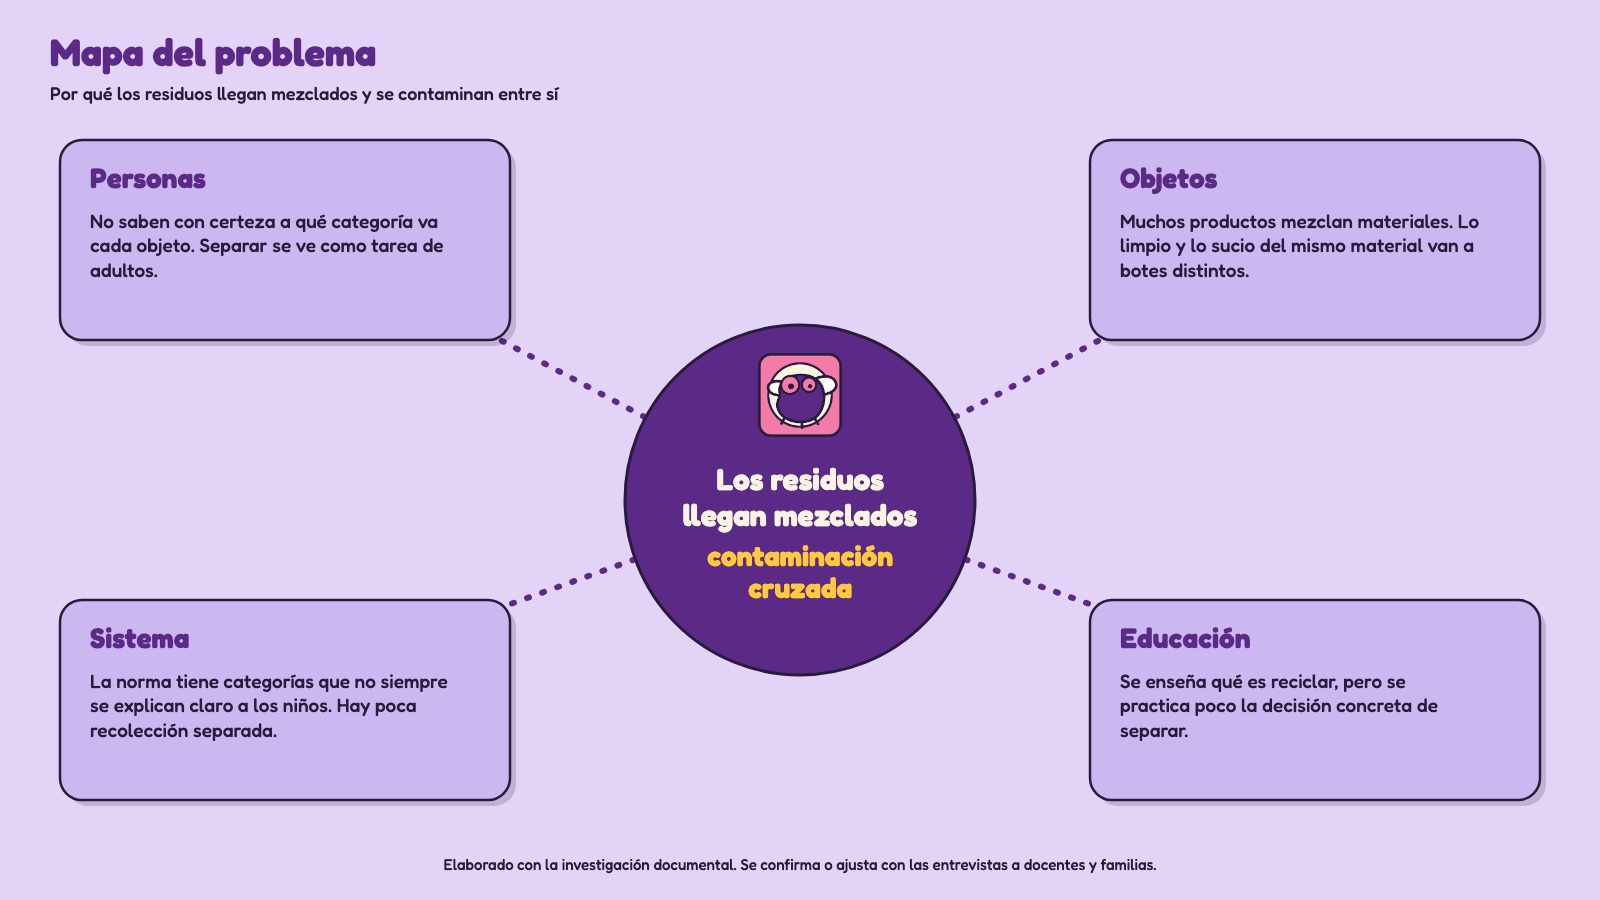 Mapa del problema
Por qué los residuos llegan mezclados y se contaminan entre sí
Personas
No saben con certeza a qué categoría va
cada objeto. Separar se ve como tarea de
adultos.
Objetos
Muchos productos mezclan materiales. Lo
limpio y lo sucio del mismo material van a
botes distintos.
Los residuos
llegan mezclados
contaminación
cruzada
Sistema
La norma tiene categorías que no siempre
se explican claro a los niños. Hay poca
recolección separada.
Educación
Se enseña qué es reciclar, pero se
practica poco la decisión concreta de
separar.
Elaborado con la investigación documental. Se confirma o ajusta con las entrevistas a docentes y familias.